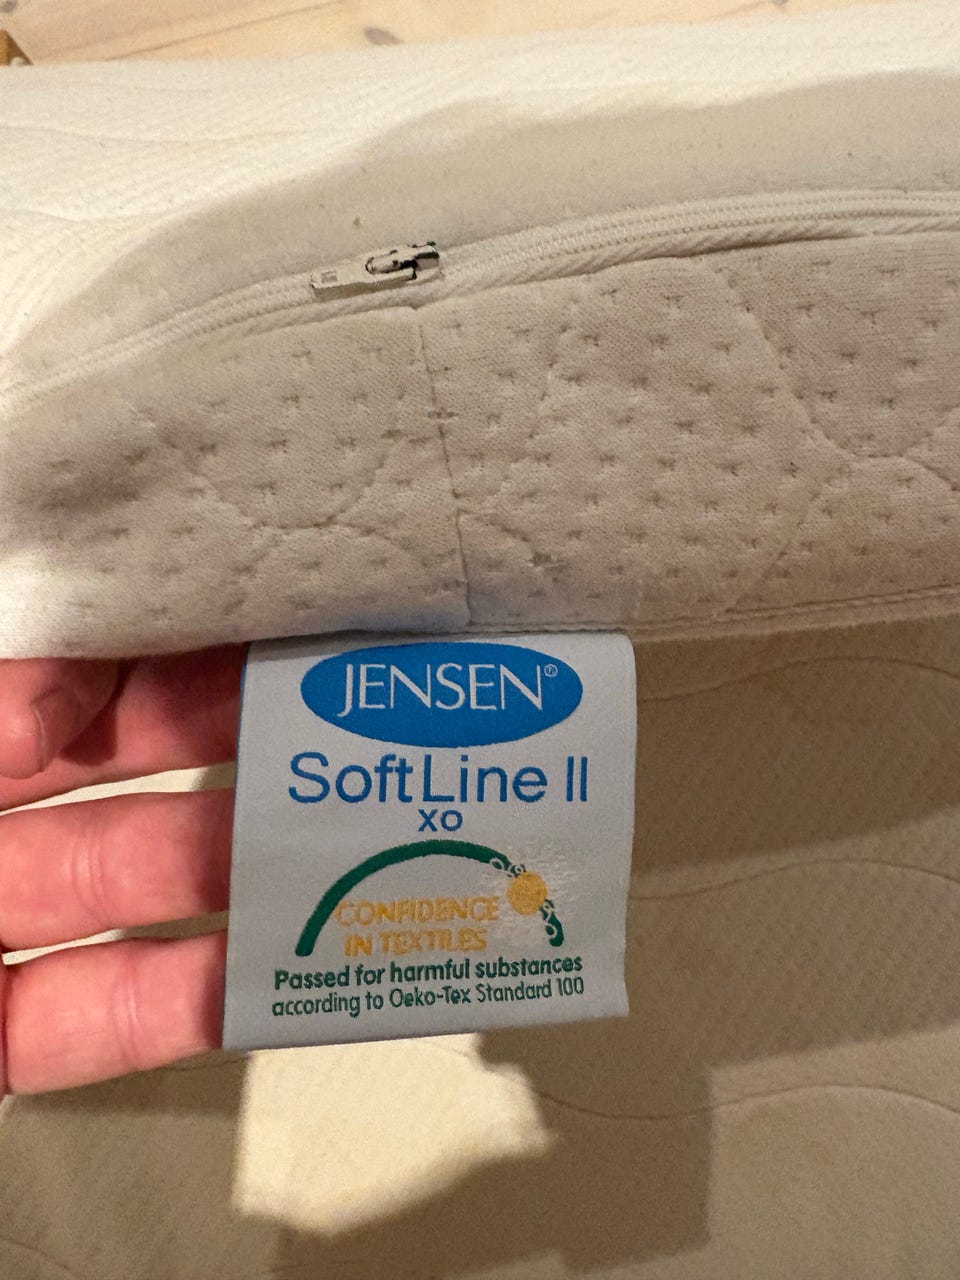 JENSEN®
SoftLine II
XO
CONFIDENCE
IN TEXTILES
Passed for harmful substances
according to Oeko-Tex Standard 100